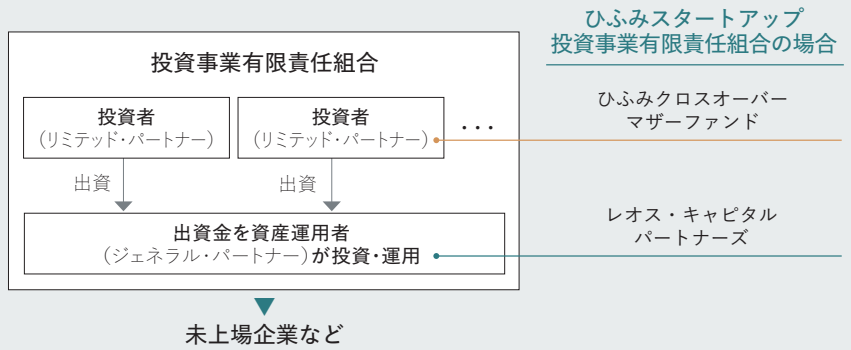 ひふみスタートアップ
投資事業有限責任組合の場合
投資事業有限責任組合
投資者
(リミテッド・パートナー)
投資者
(リミテッド・パートナー)
・・・
ひふみクロスオーバー
マザーファンド
出資
出資
出資金を資産運用者
(ジェネラル・パートナー)が投資・運用
レオス・キャピタル
パートナーズ
未上場企業など